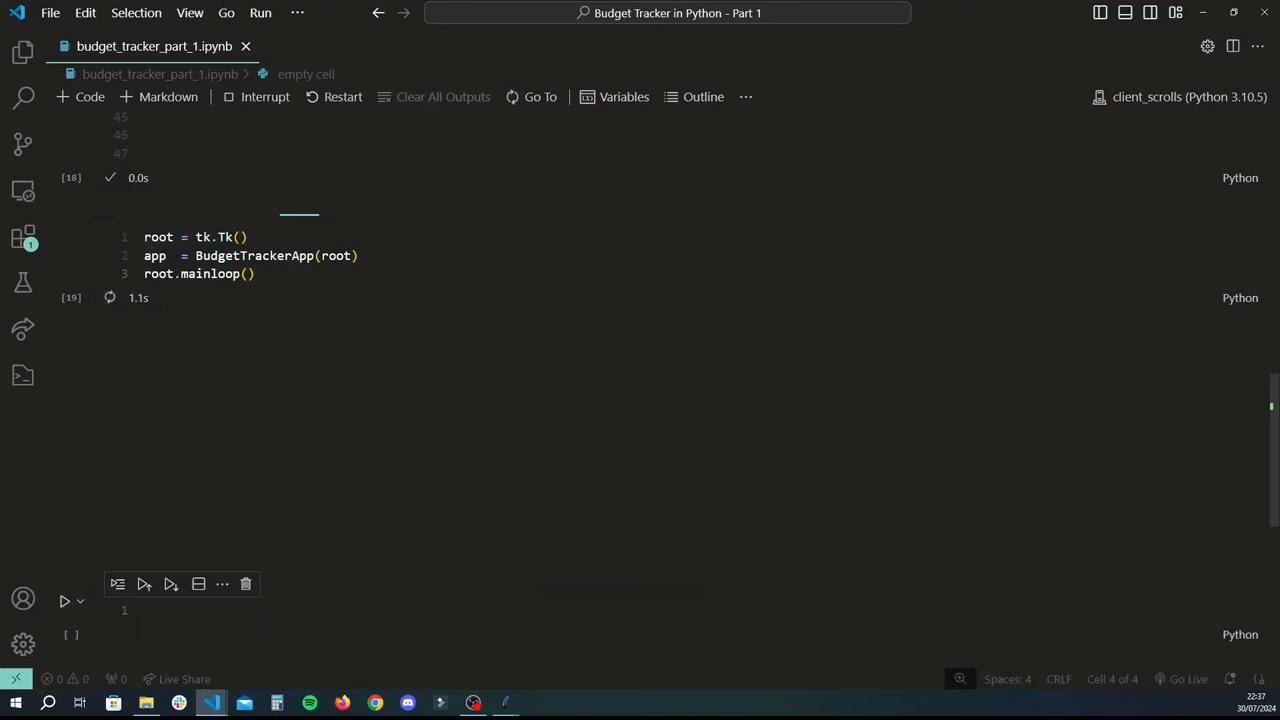 File Edit Selection View Go Run ··· Budget Tracker in Python - Part 1
budget_tracker_part_1.ipynb
budget_tracker_part_1.ipynb > empty cell
+ Code + Markdown Interrupt Restart Clear All Outputs Go To Variables Outline ··· client_scrolls (Python 3.10.5)
45
46
47
[18] 0.0s Python
1 root = tk.Tk()
2 app = BudgetTrackerApp(root)
3 root.mainloop()
[19] 1.1s Python
1
1
[ ] Python
0 0 0 Live Share Spaces: 4 CRLF Cell 4 of 4 Go Live
22:37
30/07/2024